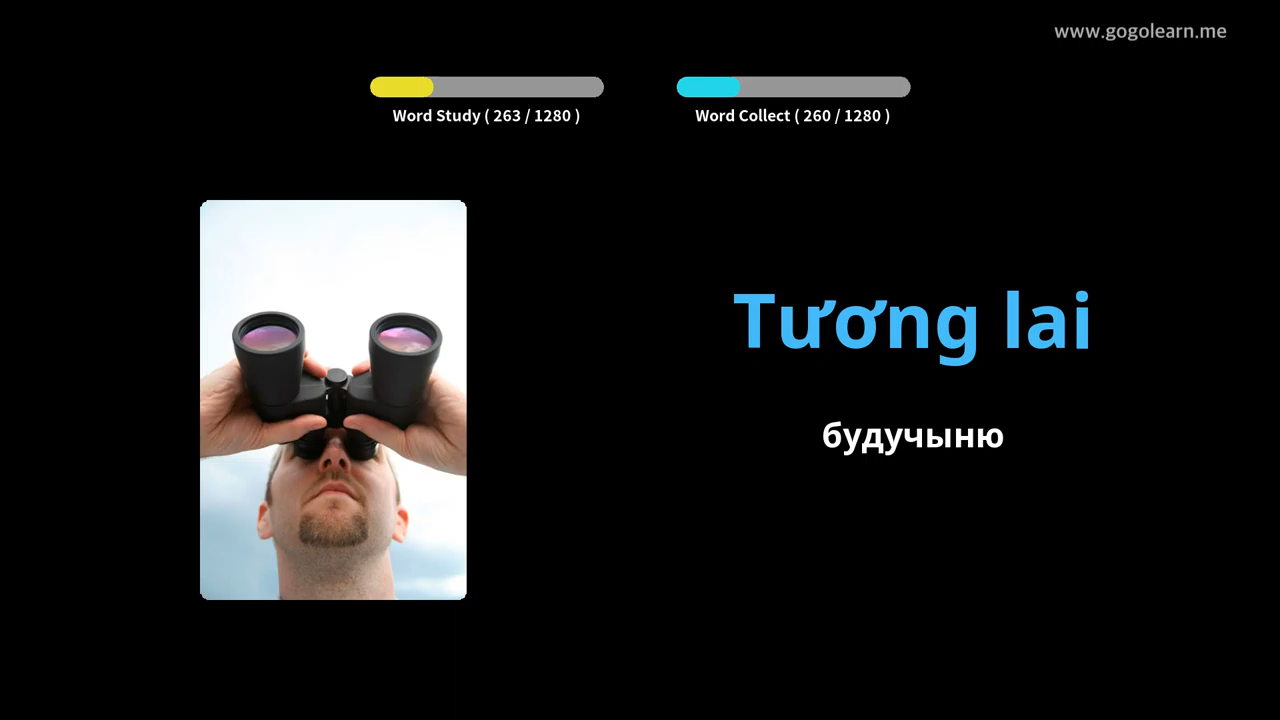 www.gogolearn.me
Word Study ( 263 / 1280 )
Word Collect ( 260 / 1280 )
Tương lai
будучыню